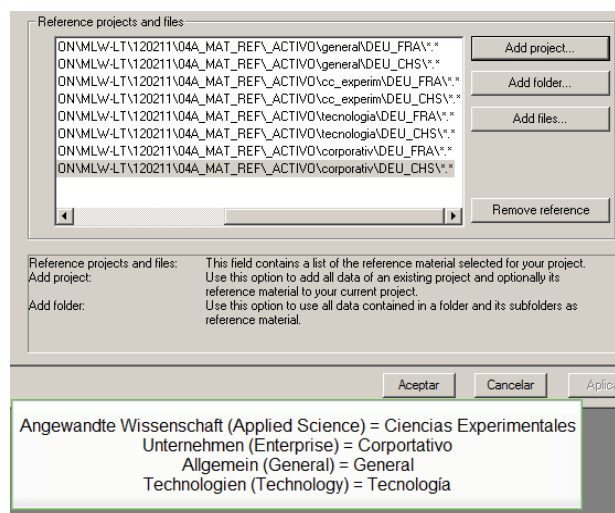 Reference projects and files
ON\MLW-LT\120211\04A_MAT_REF\_ACTIVO\general\DEU_FRA\*.*
ON\MLW-LT\120211\04A_MAT_REF\_ACTIVO\general\DEU_CHS\*.*
ON\MLW-LT\120211\04A_MAT_REF\_ACTIVO\cc_experim\DEU_FRA\*.*
ON\MLW-LT\120211\04A_MAT_REF\_ACTIVO\cc_experim\DEU_CHS\*.*
ON\MLW-LT\120211\04A_MAT_REF\_ACTIVO\tecnologia\DEU_FRA\*.*
ON\MLW-LT\120211\04A_MAT_REF\_ACTIVO\tecnologia\DEU_CHS\*.*
ON\MLW-LT\120211\04A_MAT_REF\_ACTIVO\corporativ\DEU_FRA\*.*
ON\MLW-LT\120211\04A_MAT_REF\_ACTIVO\corporativ\DEU_CHS\*.*
Add project...
Add folder...
Add files...
Remove reference
Reference projects and files: This field contains a list of the reference material selected for your project.
Add project: Use this option to add all data of an existing project and optionally its
reference material to your current project.
Add folder: Use this option to use all data contained in a folder and its subfolders as
reference material.
Aceptar Cancelar Aplica
Angewandte Wissenschaft (Applied Science) = Ciencias Experimentales
Unternehmen (Enterprise) = Corportativo
Allgemein (General) = General
Technologien (Technology) = Tecnología